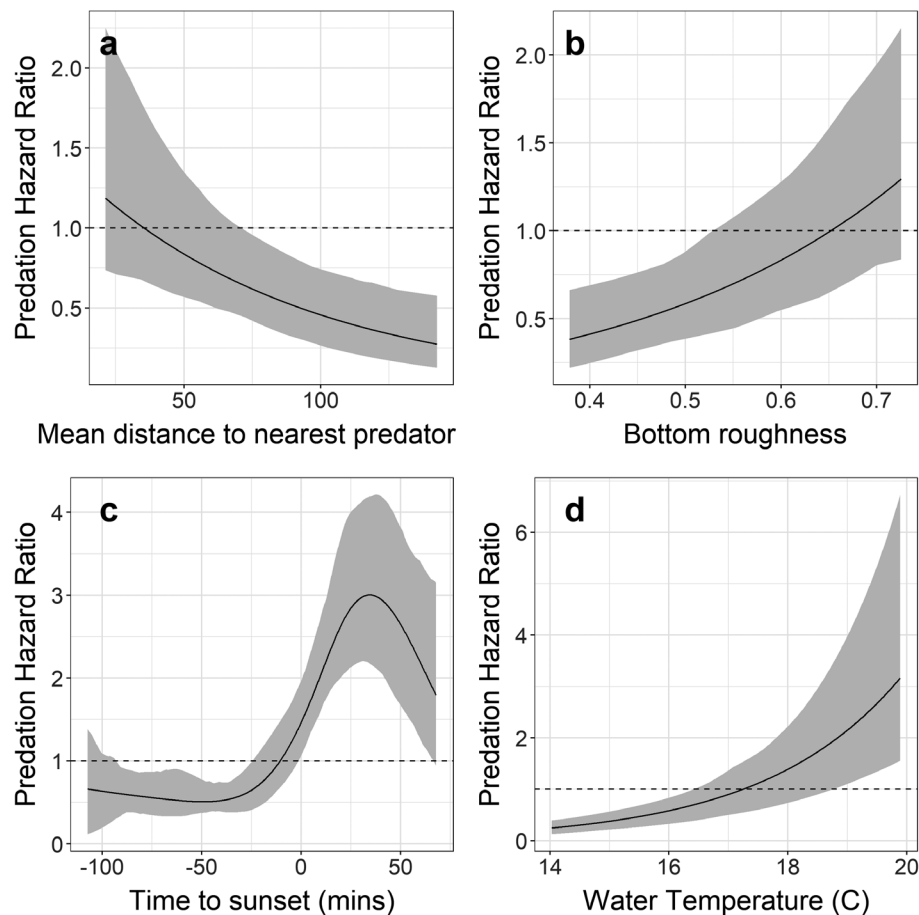 a
Predation Hazard Ratio
2.0
1.5
1.0
0.5
50
100
Mean distance to nearest predator
b
Predation Hazard Ratio
2.0
1.5
1.0
0.5
0.4
0.5
0.6
0.7
Bottom roughness
c
Predation Hazard Ratio
4
3
2
1
0
-100
-50
0
50
Time to sunset (mins)
d
Predation Hazard Ratio
6
4
2
0
14
16
18
20
Water Temperature (C)